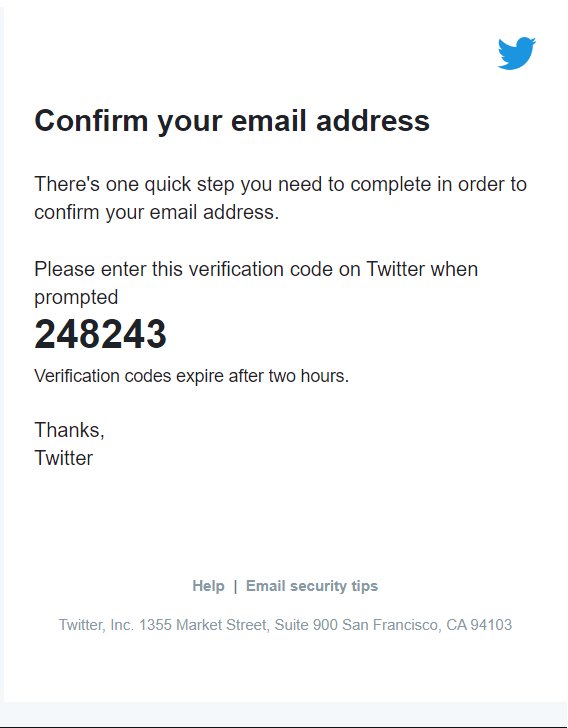 Confirm your email address
There's one quick step you need to complete in order to
confirm your email address.
Please enter this verification code on Twitter when
prompted
248243
Verification codes expire after two hours.
Thanks,
Twitter
Help | Email security tips
Twitter, Inc. 1355 Market Street, Suite 900 San Francisco, CA 94103